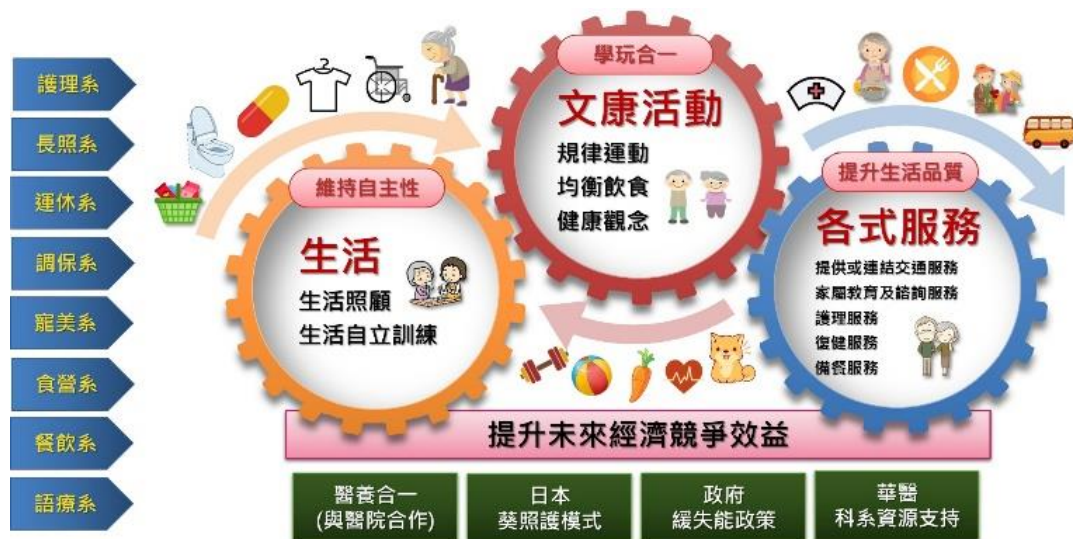 護理系
長照系
運休系
調保系
寵美系
食營系
餐飲系
語療系
維持自主性
生活
生活照顧
生活自立訓練
學玩合一
文康活動
規律運動
均衡飲食
健康觀念
提升生活品質
各式服務
提供或連結交通服務
家屬教育及諮詢服務
護理服務
復健服務
備餐服務
2
提升未來經濟競爭效益
醫養合一
(與醫院合作)
日本
葵照護模式
政府
緩失能政策
華醫
科系資源支持